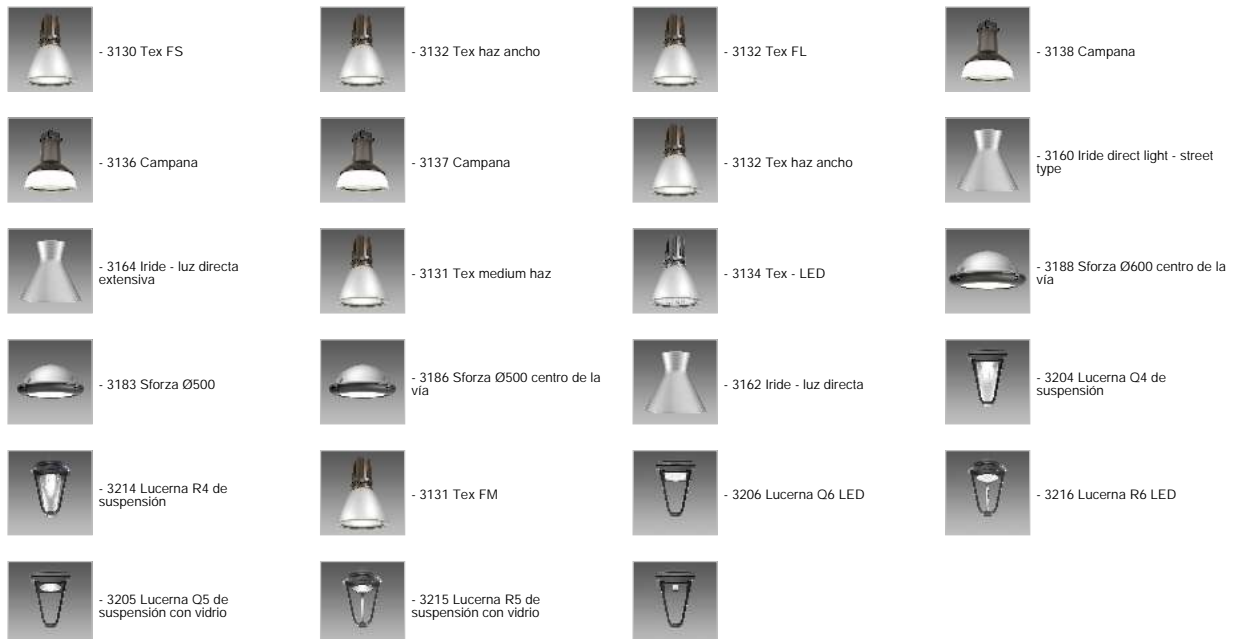 - 3130 Tex FS
- 3132 Tex haz ancho
- 3132 Tex FL
- 3138 Campana
- 3136 Campana
- 3137 Campana
- 3132 Tex haz ancho
- 3160 Iride direct light - street
type
- 3164 Iride - luz directa
extensiva
- 3131 Tex medium haz
- 3134 Tex - LED
- 3188 Sforza Ø600 centro de la
vía
- 3183 Sforza Ø500
- 3186 Sforza Ø500 centro de la
vía
- 3162 Iride - luz directa
- 3204 Lucerna Q4 de
suspensión
- 3214 Lucerna R4 de
suspensión
- 3131 Tex FM
- 3206 Lucerna Q6 LED
- 3216 Lucerna R6 LED
- 3205 Lucerna Q5 de
suspensión con vidrio
- 3215 Lucerna R5 de
suspensión con vidrio